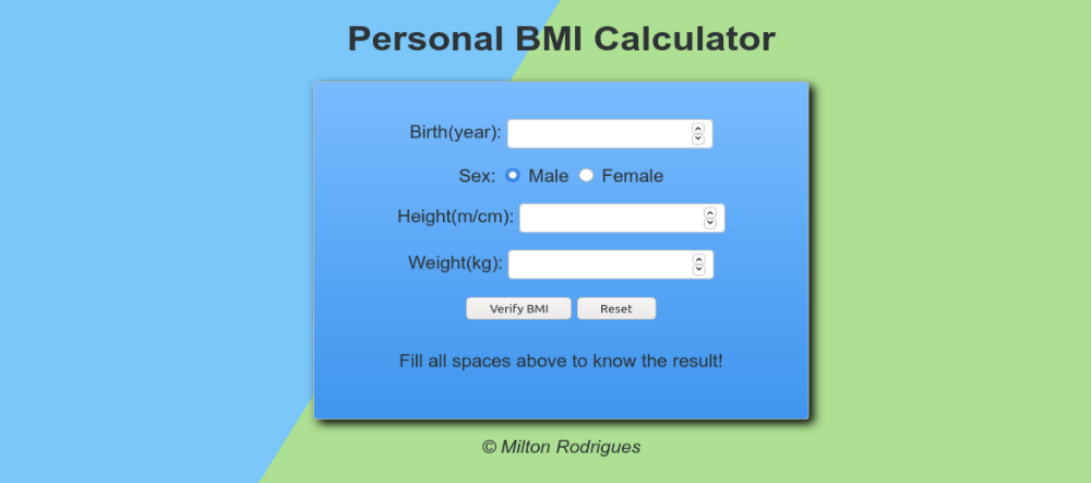 Personal BMI Calculator
Birth(year):
Sex: Male Female
Height(m/cm):
Weight(kg):
Verify BMI Reset
Fill all spaces above to know the result!
© Milton Rodrigues